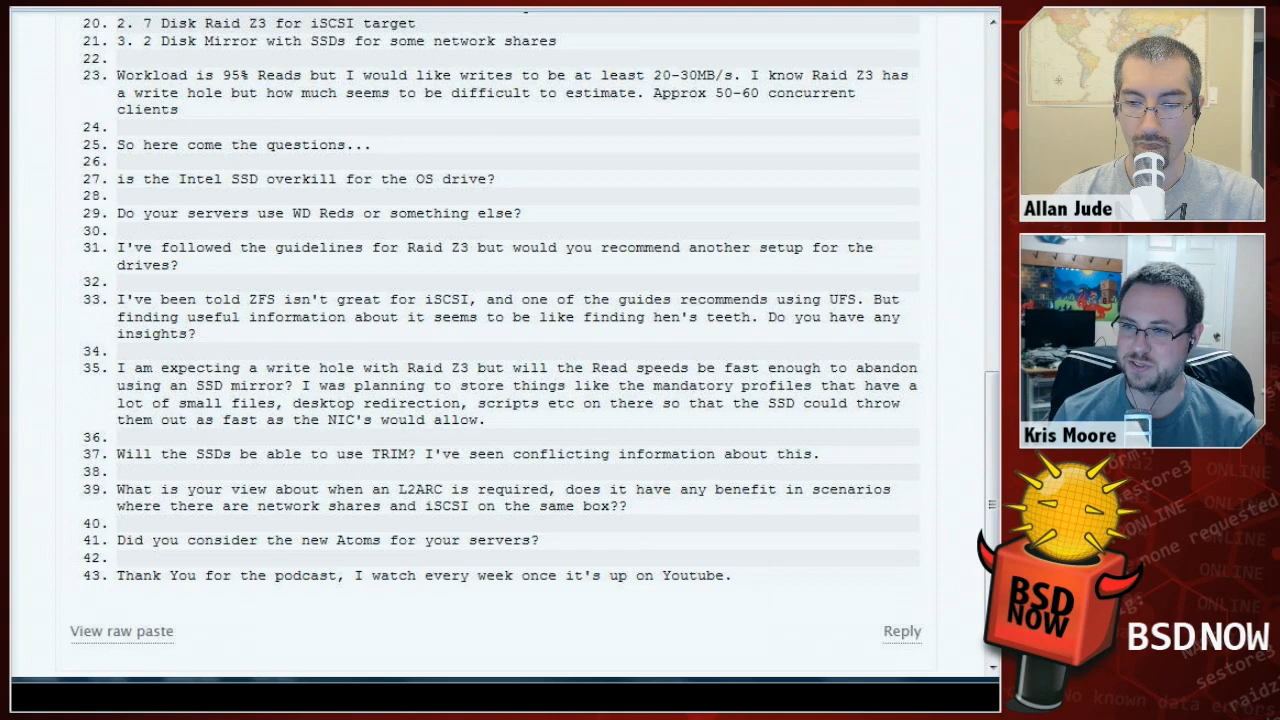 20. 2. 7 Disk Raid Z3 for iSCSI target
21. 3. 2 Disk Mirror with SSDs for some network shares
22.
23. Workload is 95% Reads but I would like writes to be at least 20-30MB/s. I know Raid Z3 has
a write hole but how much seems to be difficult to estimate. Approx 50-60 concurrent
clients
24.
25. So here come the questions...
26.
27. is the Intel SSD overkill for the OS drive?
28.
29. Do your servers use WD Reds or something else?
30.
31. I've followed the guidelines for Raid Z3 but would you recommend another setup for the
drives?
32.
33. I've been told ZFS isn't great for iSCSI, and one of the guides recommends using UFS. But
finding useful information about it seems to be like finding hen's teeth. Do you have any
insights?
34.
35. I am expecting a write hole with Raid Z3 but will the Read speeds be fast enough to abandon
using an SSD mirror? I was planning to store things like the mandatory profiles that have a
lot of small files, desktop redirection, scripts etc on there so that the SSD could throw
them out as fast as the NIC's would allow.
36.
37. Will the SSDs be able to use TRIM? I've seen conflicting information about this.
38.
39. What is your view about when an L2ARC is required, does it have any benefit in scenarios
where there are network shares and iSCSI on the same box??
40.
41. Did you consider the new Atoms for your servers?
42.
43. Thank You for the podcast, I watch every week once it's up on Youtube.
View raw paste
Reply
Allan Jude
Kris Moore
BSD
NOW
BSDNOW
sestore3
ONLINE
ONLINE
none requested
ONLINE
ONLINE
sestore3
No known data errors
raidz